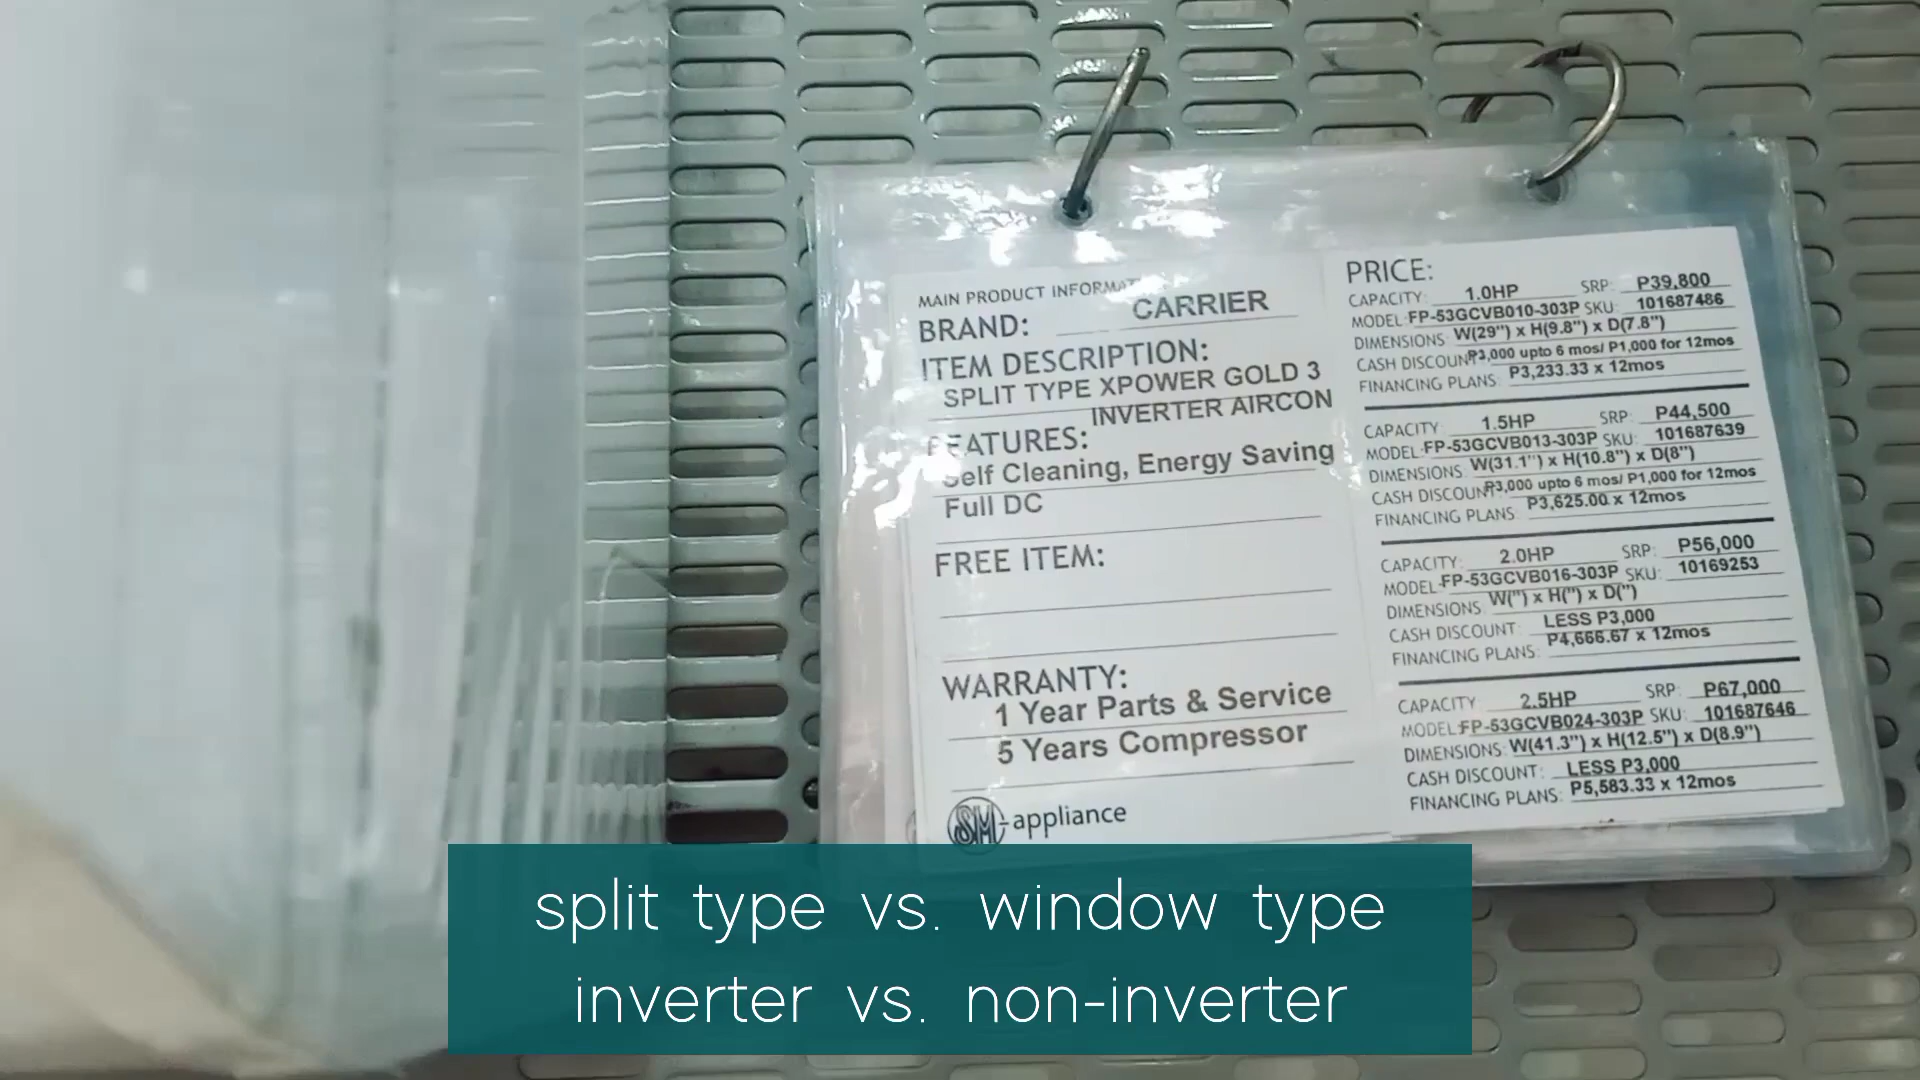 MAIN PRODUCT INFORMAT
BRAND: CARRIER
ITEM DESCRIPTION:
SPLIT TYPE XPOWER GOLD 3
INVERTER AIRCON
FEATURES:
Self Cleaning, Energy Saving
Full DC
FREE ITEM:
WARRANTY:
1 Year Parts & Service
5 Years Compressor
SM appliance
PRICE:
CAPACITY: 1.0HP SRP: P39,800
MODEL FP-53GCVB010-303P SKU: 101687486
DIMENSIONS W(29") x H(9.8") x D(7.8")
CASH DISCOUNT P3,000 upto 6 mos/ P1,000 for 12mos
FINANCING PLANS: P3,233.33 x 12mos
CAPACITY: 1.5HP SRP: P44,500
MODEL FP-53GCVB013-303P SKU: 101687639
DIMENSIONS W(31.1") x H(10.8") x D(8")
CASH DISCOUNT P3,000 upto 6 mos/ P1,000 for 12mos
FINANCING PLANS: P3,625.00 x 12mos
CAPACITY: 2.0HP SRP: P56,000
MODEL FP-53GCVB016-303P SKU: 10169253
DIMENSIONS W(") x H(") x D(")
CASH DISCOUNT: LESS P3,000
FINANCING PLANS: P4,666.67 x 12mos
CAPACITY 2.5HP SRP: P67,000
MODEL: FP-53GCVB024-303P SKU: 101687646
DIMENSIONS: W(41.3") x H(12.5") x D(8.9")
CASH DISCOUNT: LESS P3,000
FINANCING PLANS: P5,583.33 x 12mos
split type vs. window type
inverter vs. non-inverter